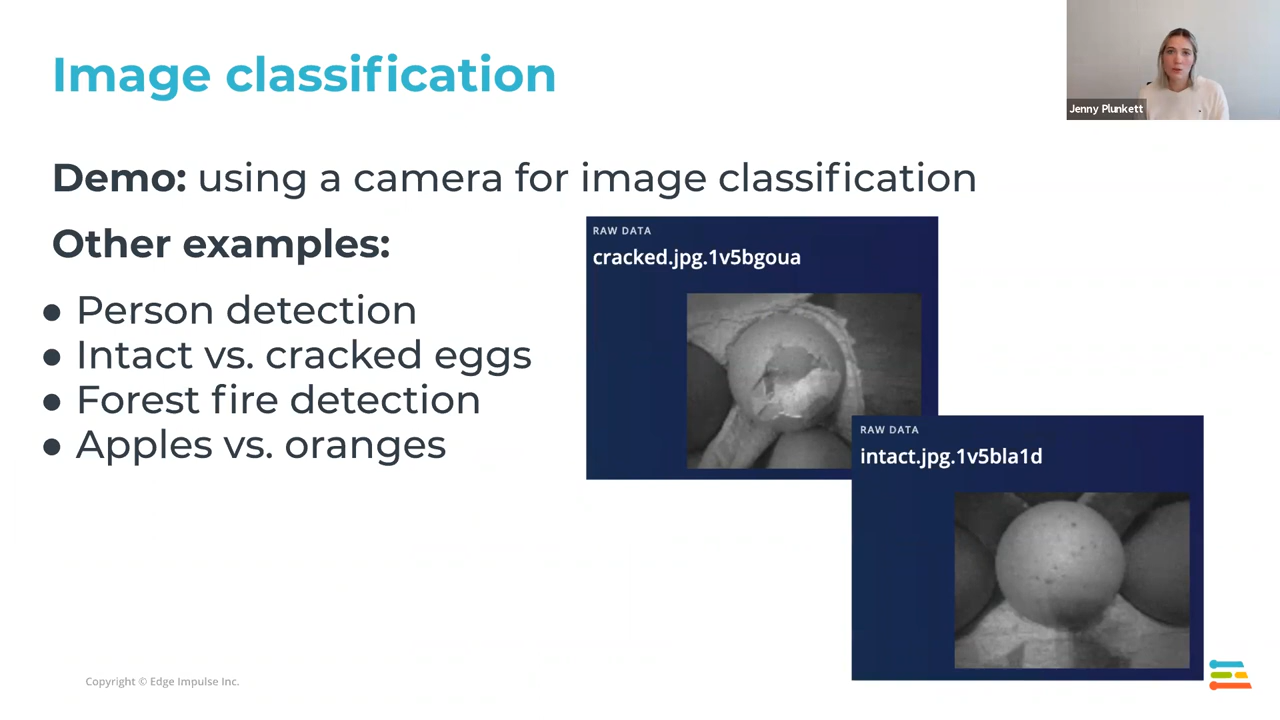 Image classification
Jenny Plunkett
Demo: using a camera for image classification
Other examples:
● Person detection
● Intact vs. cracked eggs
● Forest fire detection
● Apples vs. oranges
RAW DATA
cracked.jpg.1v5bgoua
RAW DATA
intact.jpg.1v5bla1d
Copyright © Edge Impulse Inc.